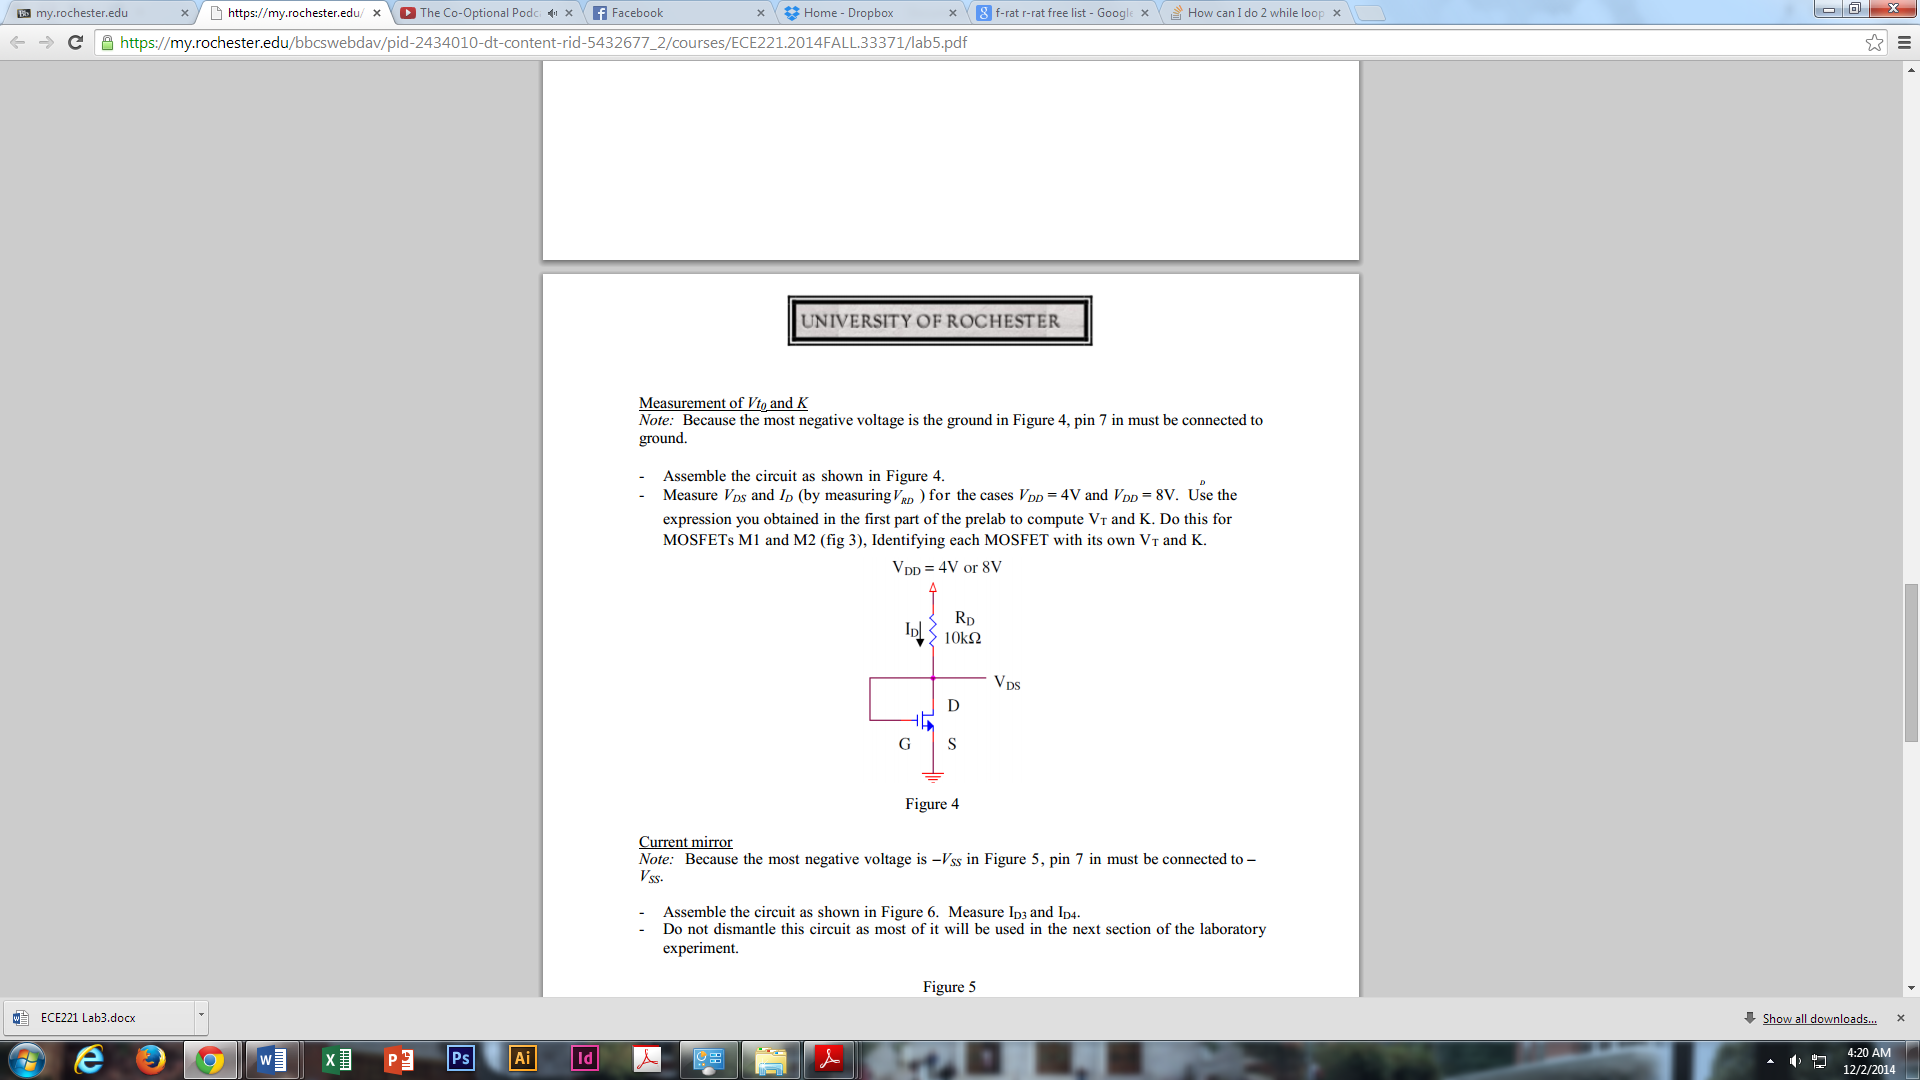 my.rochester.edu
https://my.rochester.edu/
The Co-Optional Podc
Facebook
Home - Dropbox
f-rat r-rat free list - Google
How can I do 2 while loop
https://my.rochester.edu/bbcswebdav/pid-2434010-dt-content-rid-5432677_2/courses/ECE221.2014FALL.33371/lab5.pdf
UNIVERSITY OF ROCHESTER
Measurement of Vt0 and K
Note: Because the most negative voltage is the ground in Figure 4, pin 7 in must be connected to
ground.
- Assemble the circuit as shown in Figure 4.
D
- Measure VDS and ID (by measuring VRD ) for the cases VDD = 4V and VDD = 8V. Use the
expression you obtained in the first part of the prelab to compute VT and K. Do this for
MOSFETs M1 and M2 (fig 3), Identifying each MOSFET with its own VT and K.
VDD = 4V or 8V
ID
RD
10kΩ
VDS
D
G S
Figure 4
Current mirror
Note: Because the most negative voltage is –VSS in Figure 5, pin 7 in must be connected to –
VSS.
- Assemble the circuit as shown in Figure 6. Measure ID3 and ID4.
- Do not dismantle this circuit as most of it will be used in the next section of the laboratory
experiment.
Figure 5
ECE221 Lab3.docx
Show all downloads...
Ps
Ai
Id
4:20 AM
12/2/2014